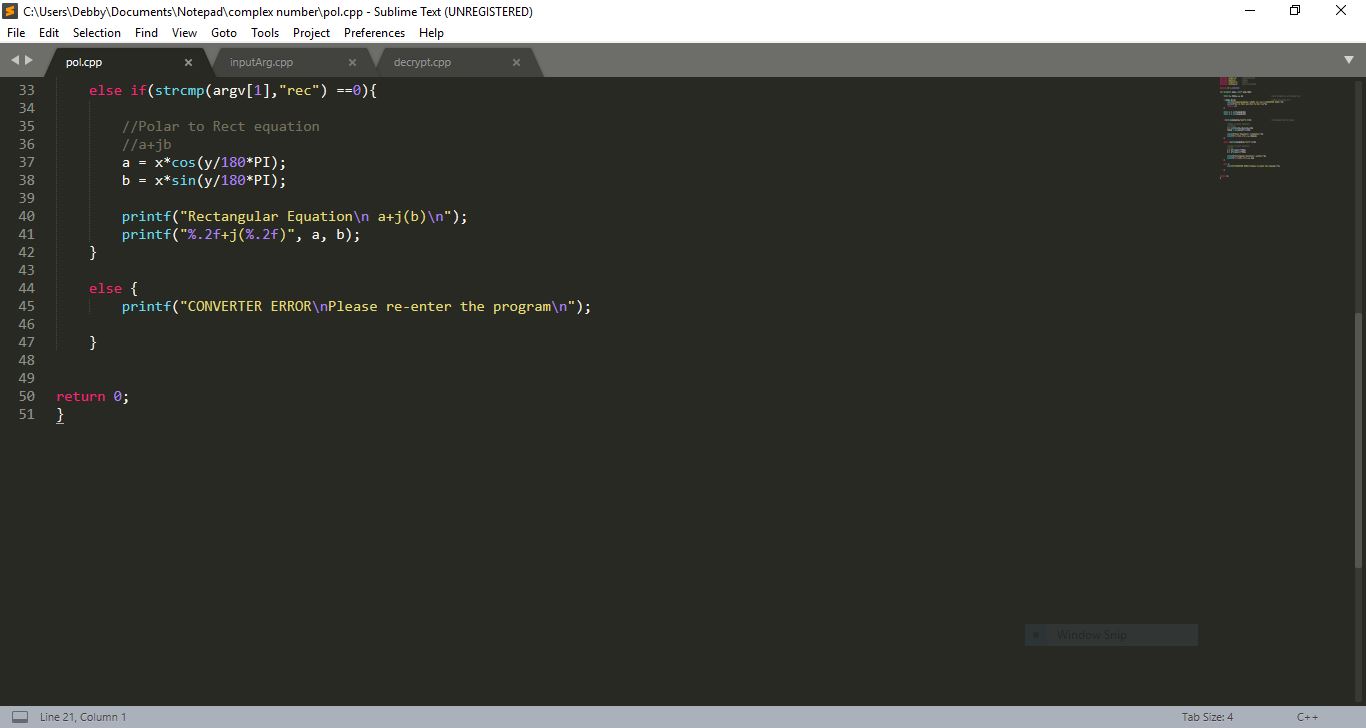 C:\Users\Debby\Documents\Notepad\complex number\pol.cpp - Sublime Text (UNREGISTERED)
File Edit Selection Find View Goto Tools Project Preferences Help
pol.cpp inputArg.cpp decrypt.cpp
33 else if(strcmp(argv[1],"rec") ==0){
34
35 //Polar to Rect equation
36 //a+jb
37 a = x*cos(y/180*PI);
38 b = x*sin(y/180*PI);
39
40 printf("Rectangular Equation\n a+j(b)\n");
41 printf("%.2f+j(%.2f)", a, b);
42 }
43
44 else {
45 printf("CONVERTER ERROR\nPlease re-enter the program\n");
46
47 }
48
49
50 return 0;
51 }
Window Snip
Line 21, Column 1 Tab Size: 4 C++